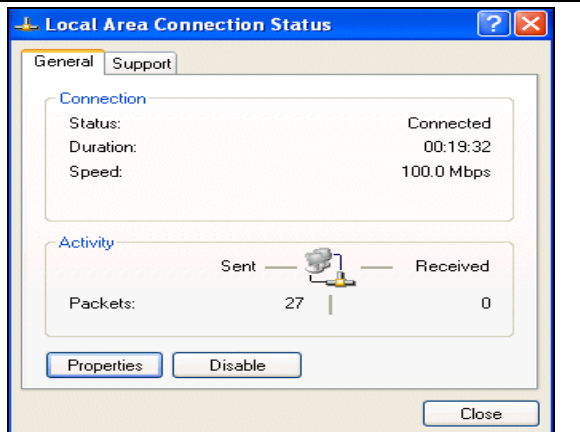 Local Area Connection Status
General Support
Connection
Status: Connected
Duration: 00:19:32
Speed: 100.0 Mbps
Activity
Sent Received
Packets: 27 0
Properties Disable
Close